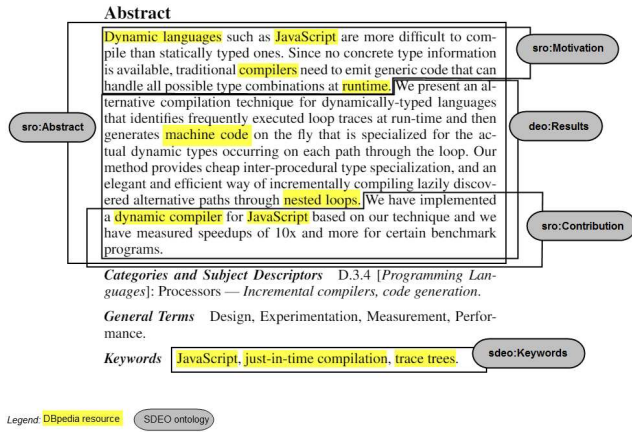 Abstract
Dynamic languages such as JavaScript are more difficult to com-
pile than statically typed ones. Since no concrete type information
is available, traditional compilers need to emit generic code that can
handle all possible type combinations at runtime. We present an al-
ternative compilation technique for dynamically-typed languages
that identifies frequently executed loop traces at run-time and then
generates machine code on the fly that is specialized for the ac-
tual dynamic types occurring on each path through the loop. Our
method provides cheap inter-procedural type specialization, and an
elegant and efficient way of incrementally compiling lazily discov-
ered alternative paths through nested loops. We have implemented
a dynamic compiler for JavaScript based on our technique and we
have measured speedups of 10x and more for certain benchmark
programs.
sro:Abstract
sro:Motivation
deo:Results
sro:Contribution
Categories and Subject Descriptors D.3.4 [Programming Lan-
guages]: Processors — Incremental compilers, code generation.
General Terms Design, Experimentation, Measurement, Perfor-
mance.
Keywords JavaScript, just-in-time compilation, trace trees.
sdeo:Keywords
Legend: DBpedia resource SDEO ontology